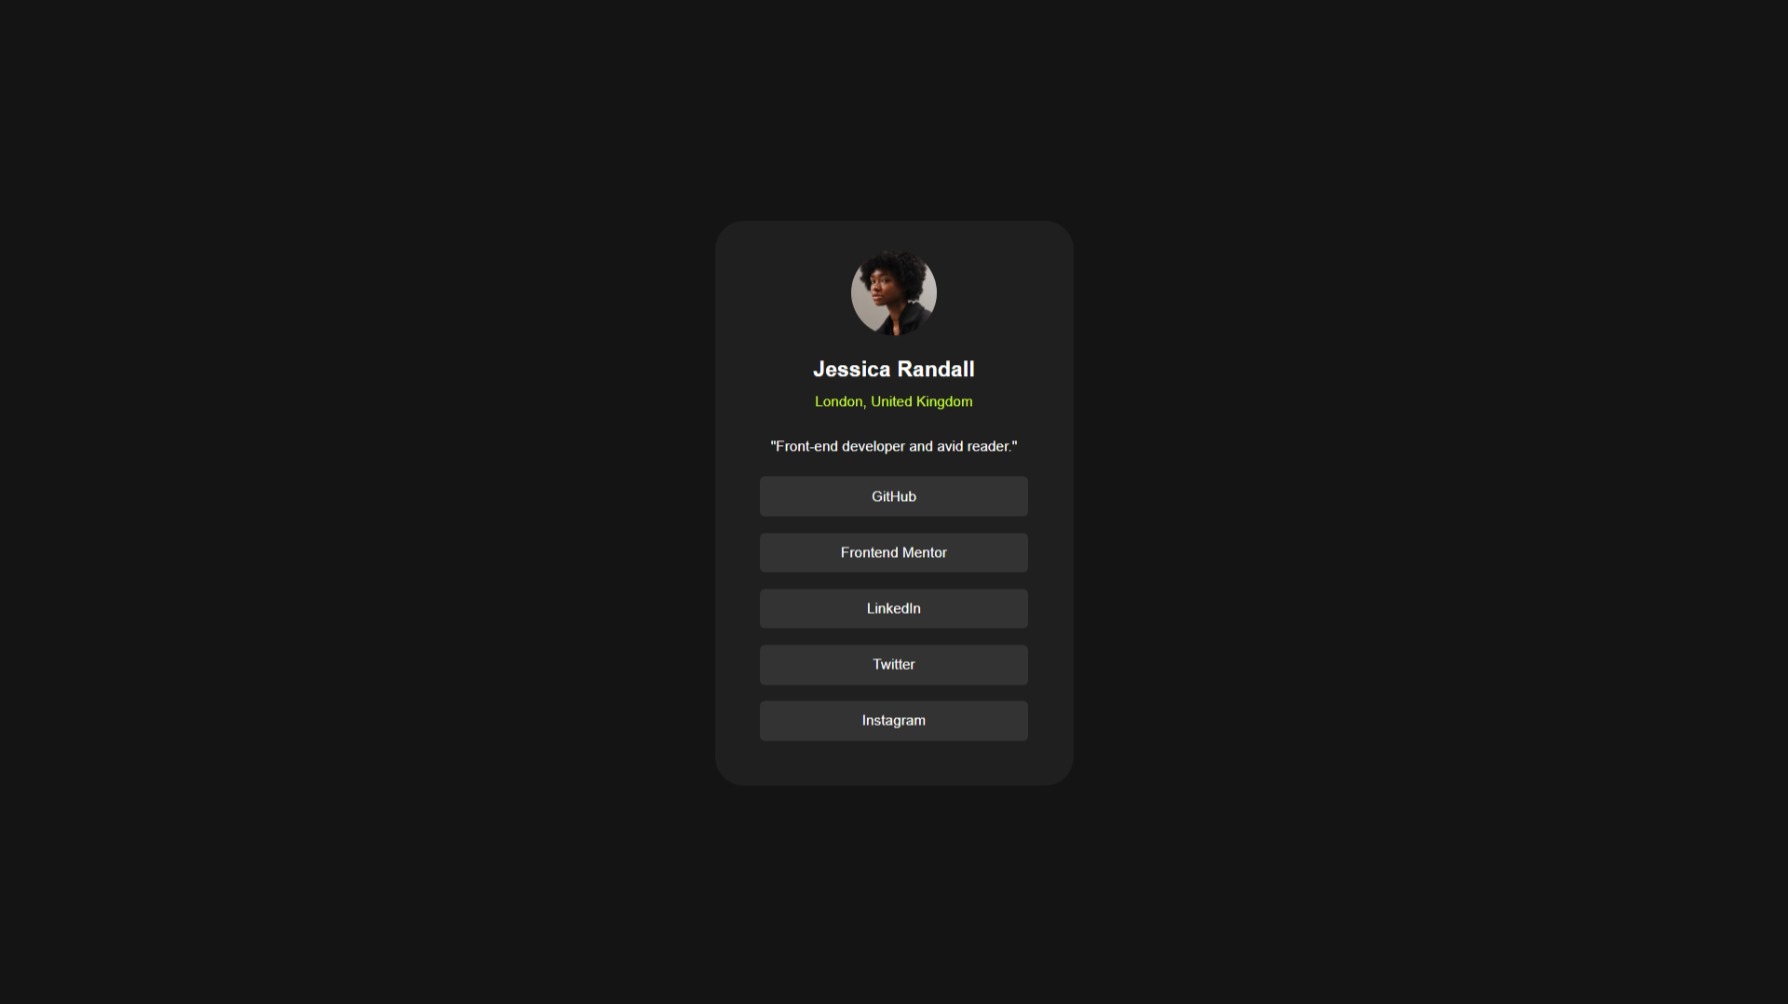 Jessica Randall
London, United Kingdom
"Front-end developer and avid reader."
GitHub
Frontend Mentor
LinkedIn
Twitter
Instagram